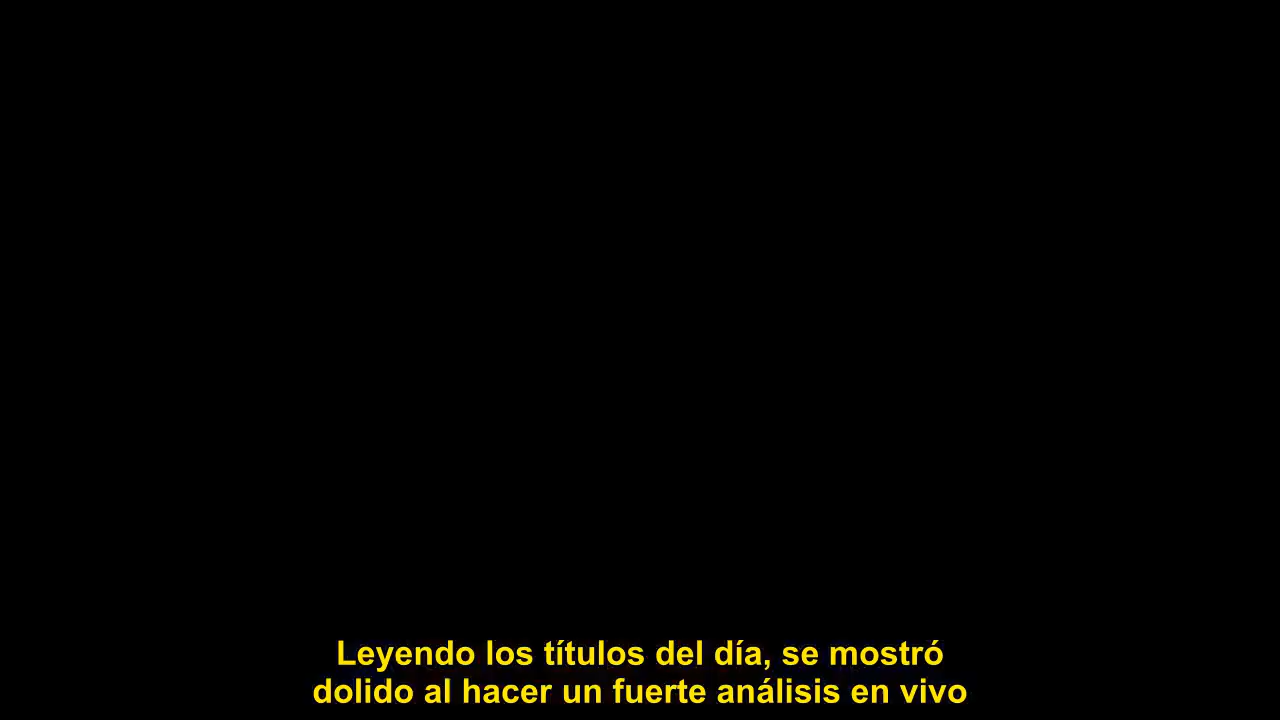 Leyendo los títulos del día, se mostró
dolido al hacer un fuerte análisis en vivo